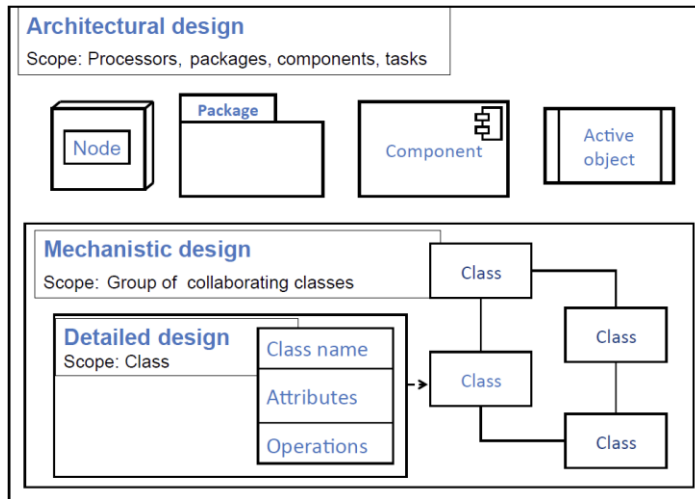 Architectural design
Scope: Processors, packages, components, tasks
Node
Package
Component
Active
object
Mechanistic design
Scope: Group of collaborating classes
Class
Class
Detailed design
Scope: Class
Class name
Attributes
Operations
Class
Class